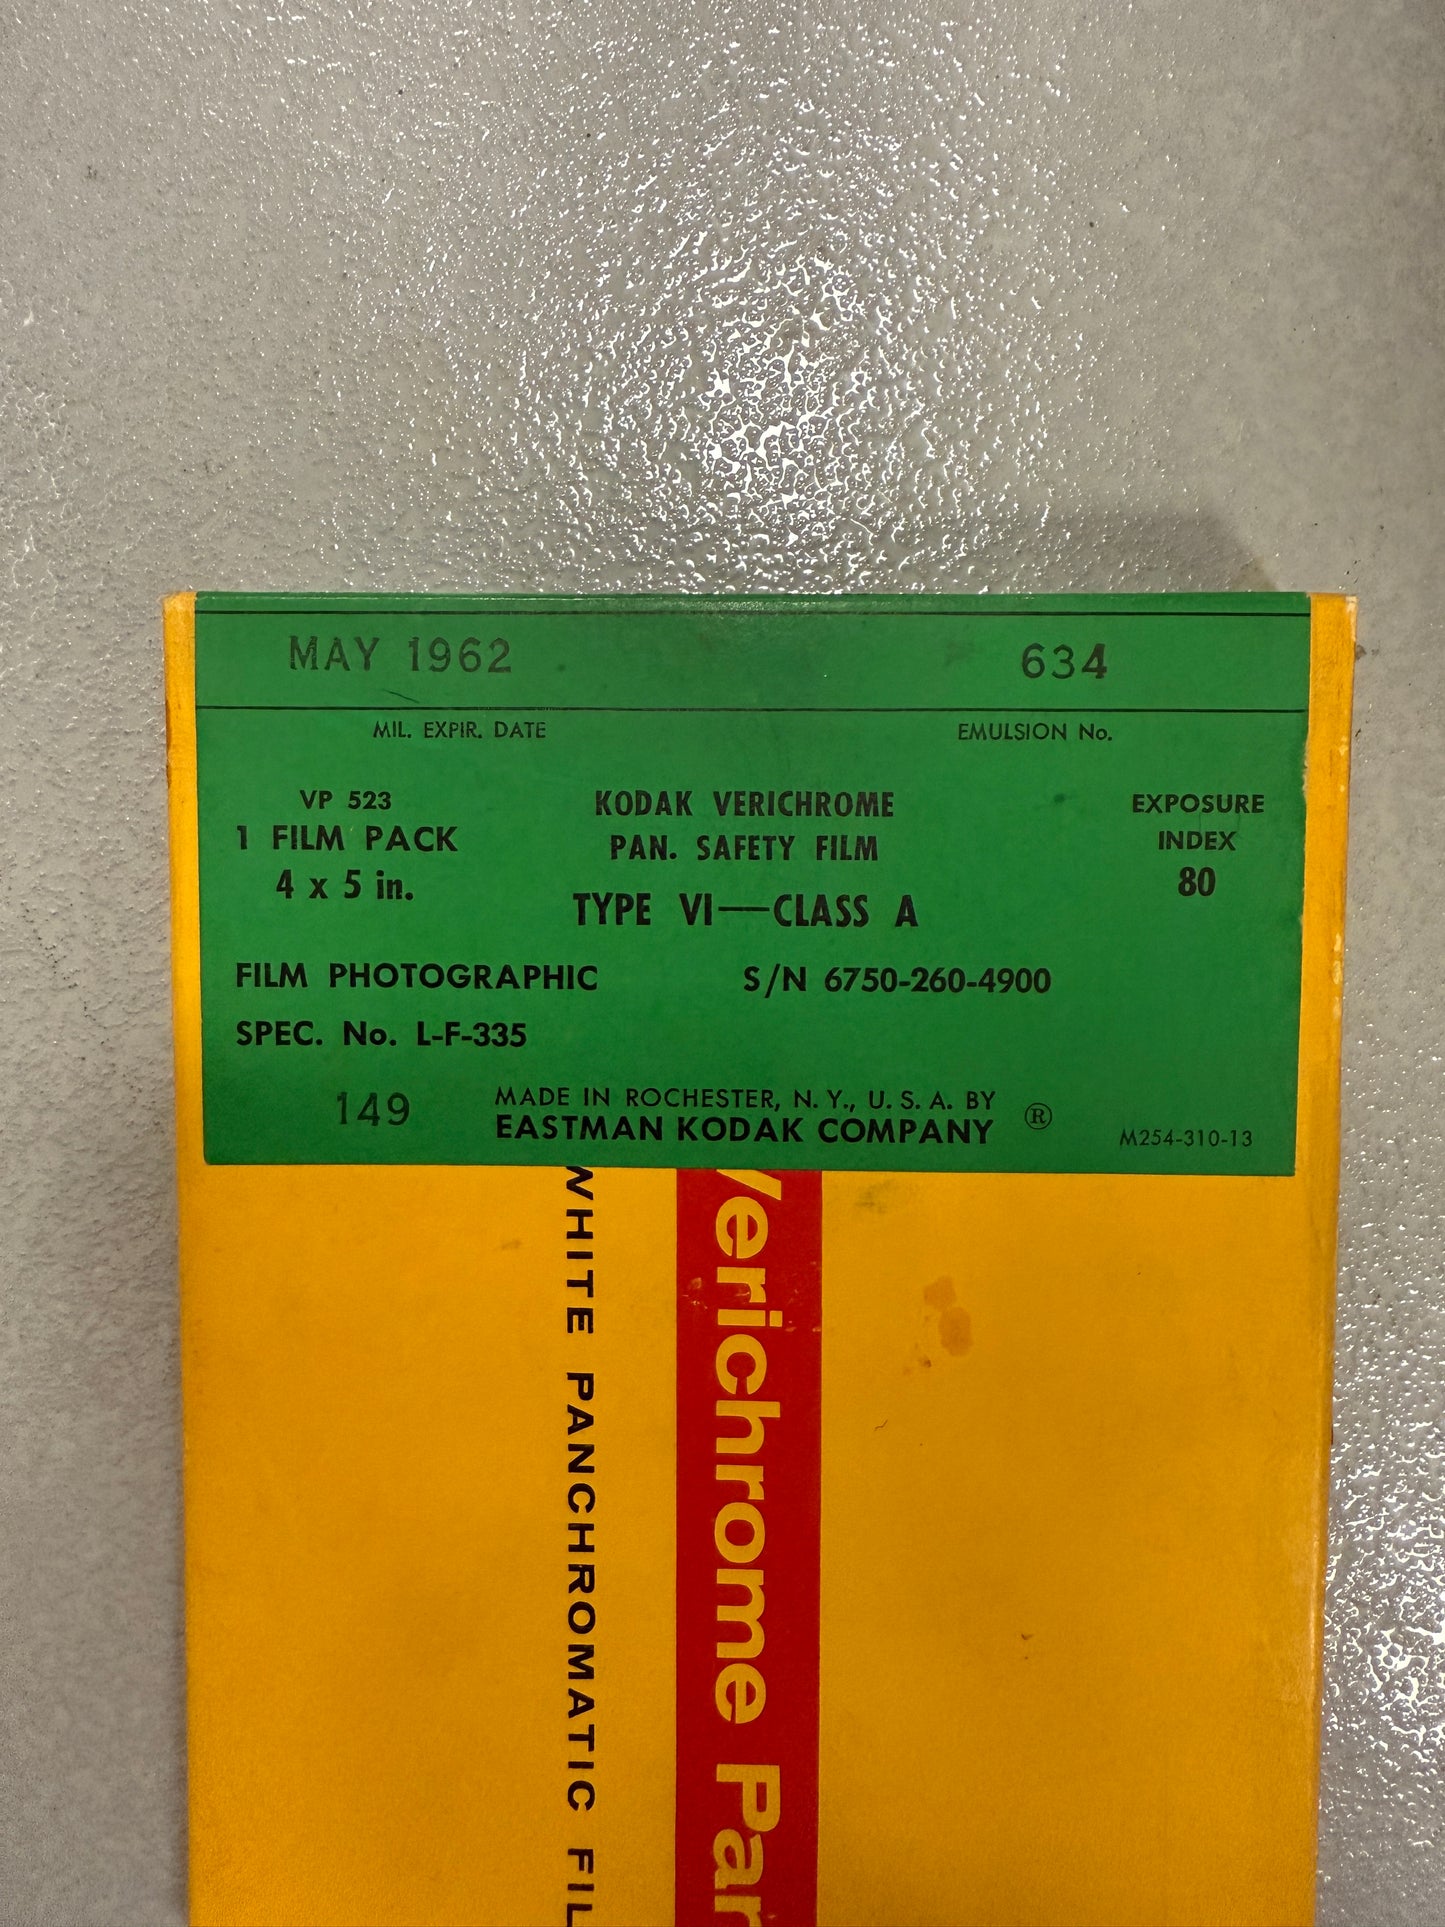 MAY 1962
634
MIL. EXPIR. DATE
EMULSION No.
VP 523
1 FILM PACK
4 x 5 in.
KODAK VERICHROME
PAN. SAFETY FILM
TYPE VI—CLASS A
EXPOSURE
INDEX
80
FILM PHOTOGRAPHIC
S/N 6750-260-4900
SPEC. No. L-F-335
149
MADE IN ROCHESTER, N. Y., U. S. A. BY
EASTMAN KODAK COMPANY ®
M254-310-13
Verichrome Pan
WHITE PANCHROMATIC FIL